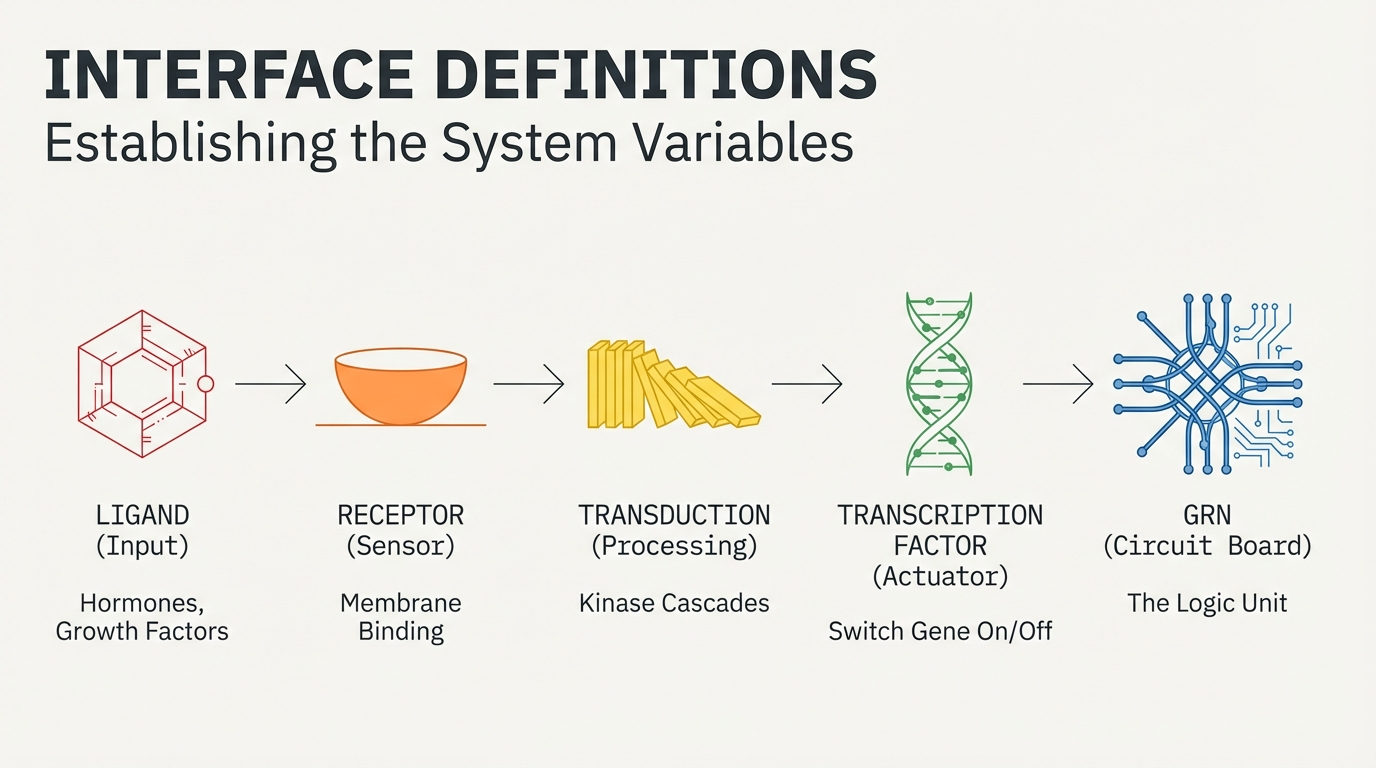 INTERFACE DEFINITIONS
Establishing the System Variables
LIGAND
(Input)
Hormones,
Growth Factors
RECEPTOR
(Sensor)
Membrane
Binding
TRANSDUCTION
(Processing)
Kinase Cascades
TRANSCRIPTION
FACTOR
(Actuator)
Switch Gene On/Off
GRN
(Circuit Board)
The Logic Unit